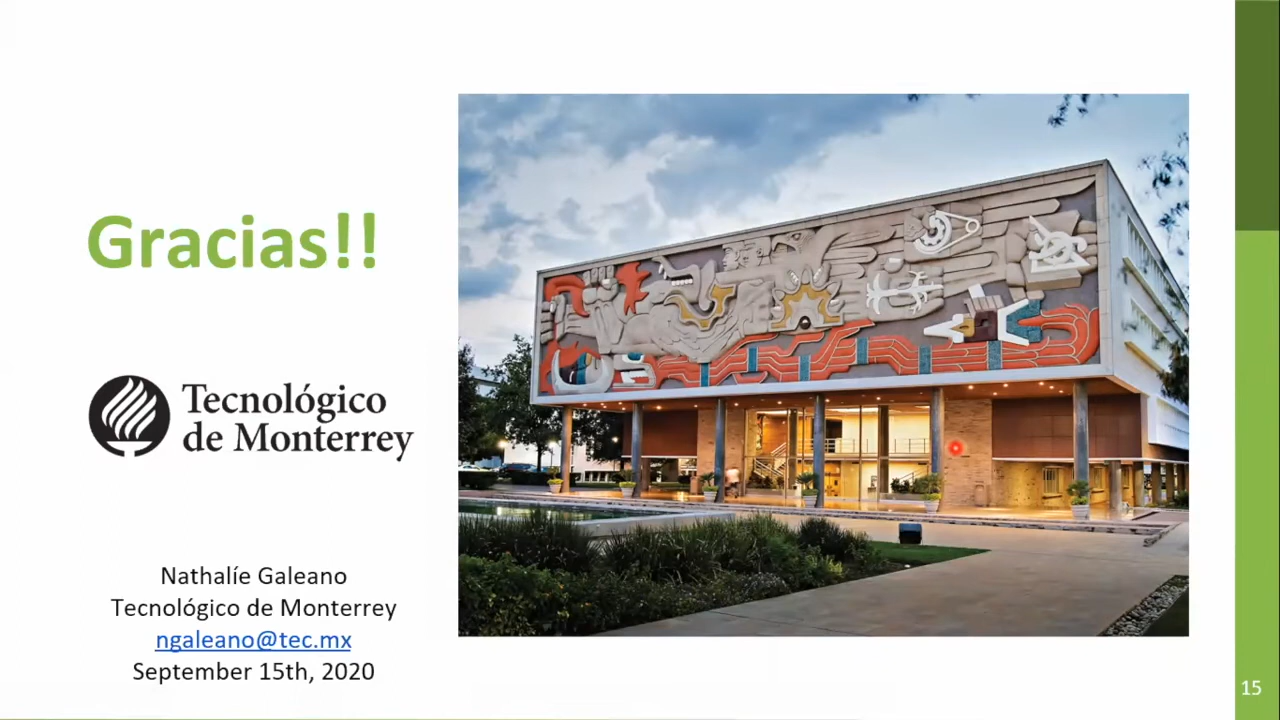 Gracias!!
Tecnológico
de Monterrey
Nathalíe Galeano
Tecnológico de Monterrey
ngaleano@tec.mx
September 15th, 2020
15